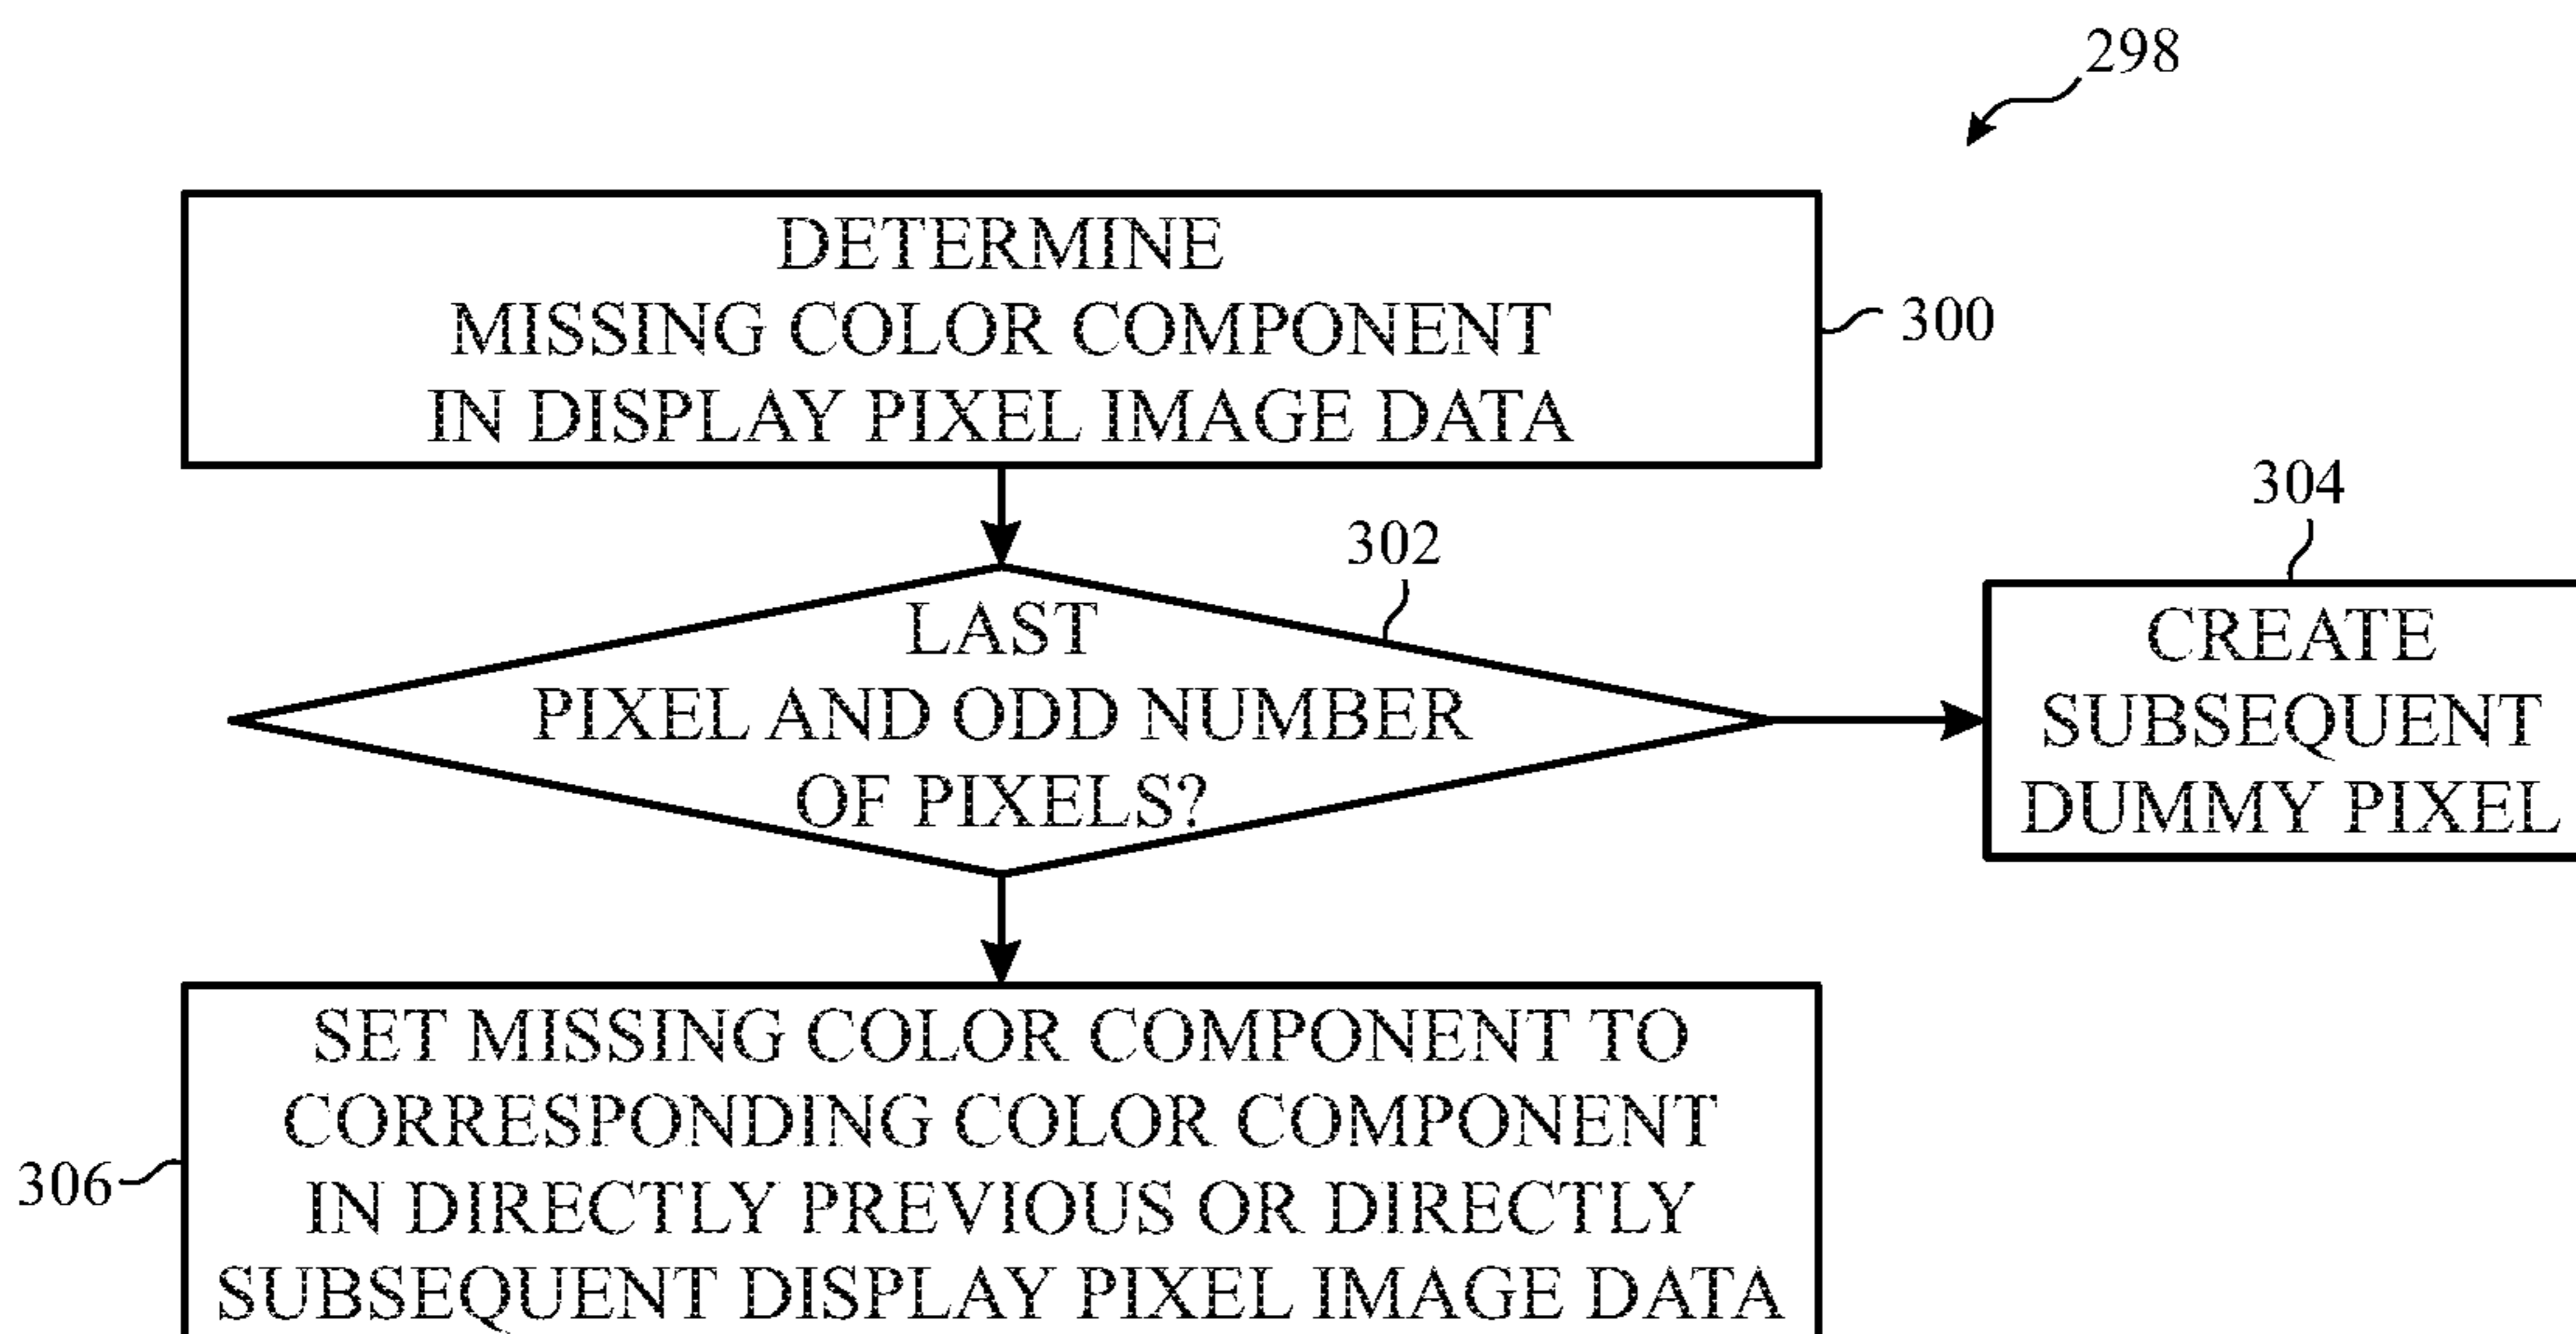 298
DETERMINE
MISSING COLOR COMPONENT
IN DISPLAY PIXEL IMAGE DATA
300
302
LAST
PIXEL AND ODD NUMBER
OF PIXELS?
304
CREATE
SUBSEQUENT
DUMMY PIXEL
306
SET MISSING COLOR COMPONENT TO
CORRESPONDING COLOR COMPONENT
IN DIRECTLY PREVIOUS OR DIRECTLY
SUBSEQUENT DISPLAY PIXEL IMAGE DATA